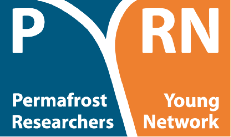 P RN
Permafrost Young
Researchers Network